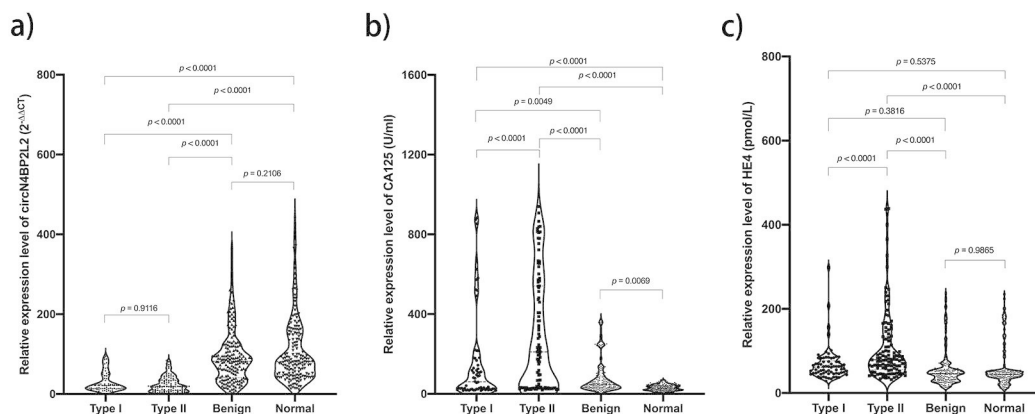 a)
Relative expression level of circN4BP2L2 (2-ΔΔCT)
800
600
400
200
0
p < 0.0001
p < 0.0001
p < 0.0001
p < 0.0001
p = 0.2106
p = 0.9116
Type I Type II Benign Normal
b)
Relative expression level of CA125 (U/ml)
1600
1200
800
400
0
p < 0.0001
p < 0.0001
p = 0.0049
p < 0.0001 p < 0.0001
p = 0.0069
Type I Type II Benign Normal
c)
Relative expression level of HE4 (pmol/L)
800
600
400
200
0
p = 0.5375
p < 0.0001
p = 0.3816
p < 0.0001
p < 0.0001
p = 0.9865
Type I Type II Benign Normal